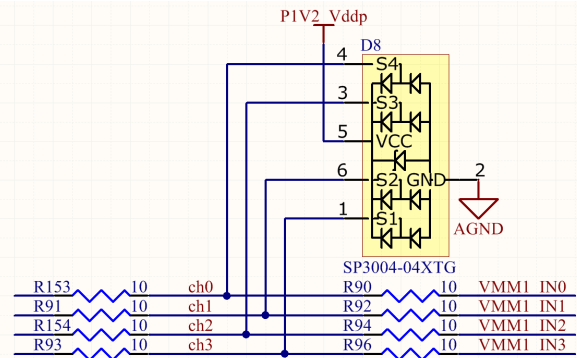 P1V2_Vddp
D8
4 S4
3 S3
5 VCC
6 S2 GND 2
1 S1
AGND
SP3004-04XTG
R153 10 ch0 R90 10 VMM1_IN0
R91 10 ch1 R92 10 VMM1_IN1
R154 10 ch2 R94 10 VMM1_IN2
R93 10 ch3 R96 10 VMM1_IN3